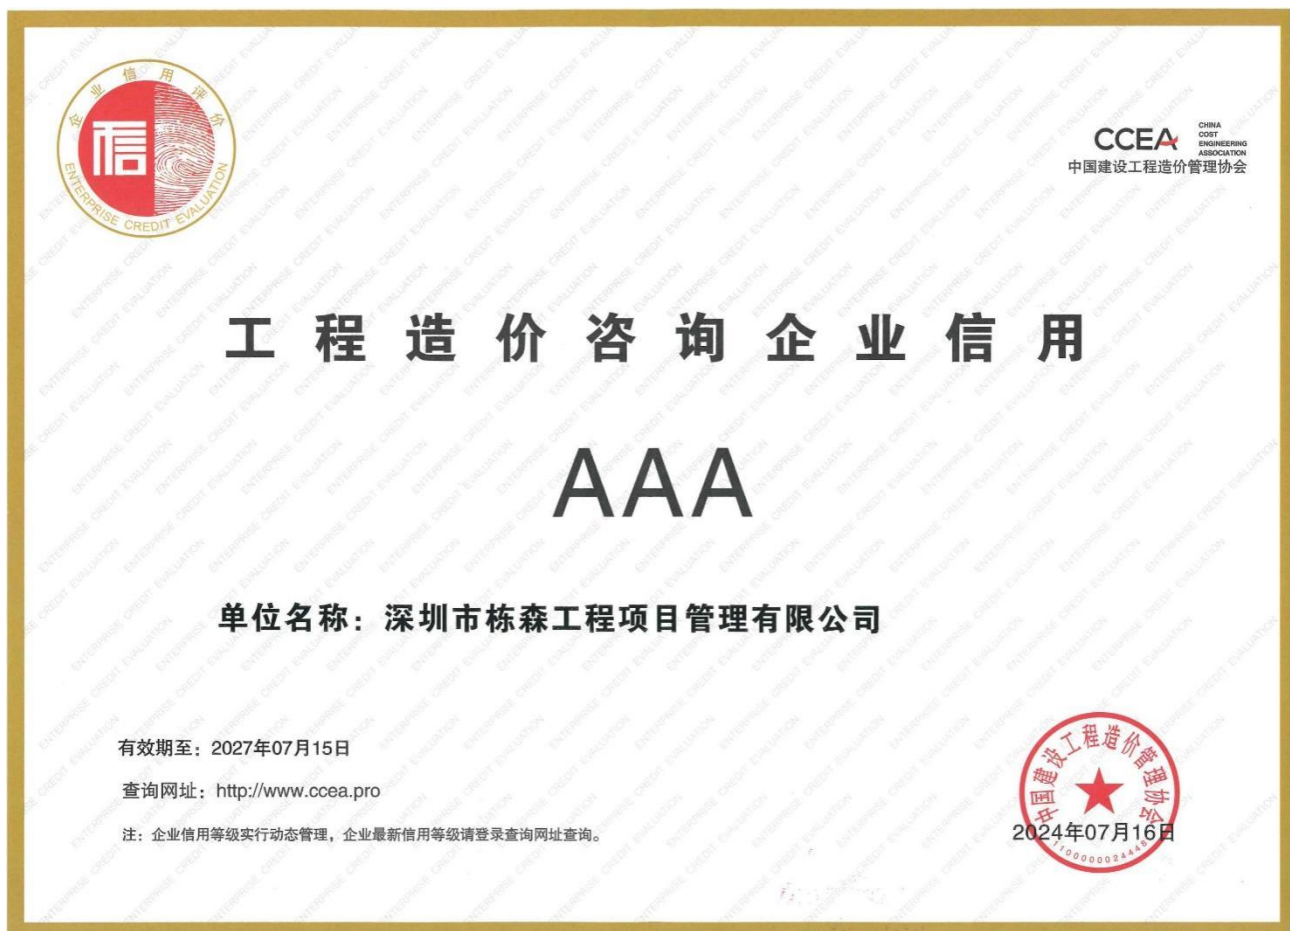 企业信用评价
信
ENTERPRISE CREDIT EVALUATION
CCEA
CHINA
COST
ENGINEERING
ASSOCIATION
中国建设工程造价管理协会
工程造价咨询企业信用
AAA
单位名称：深圳市栋森工程项目管理有限公司
有效期至：2027年07月15日
查询网址：http://www.ccea.pro
注：企业信用等级实行动态管理，企业最新信用等级请登录查询网址查询。
中国建设工程造价管理协会
2024年07月16日